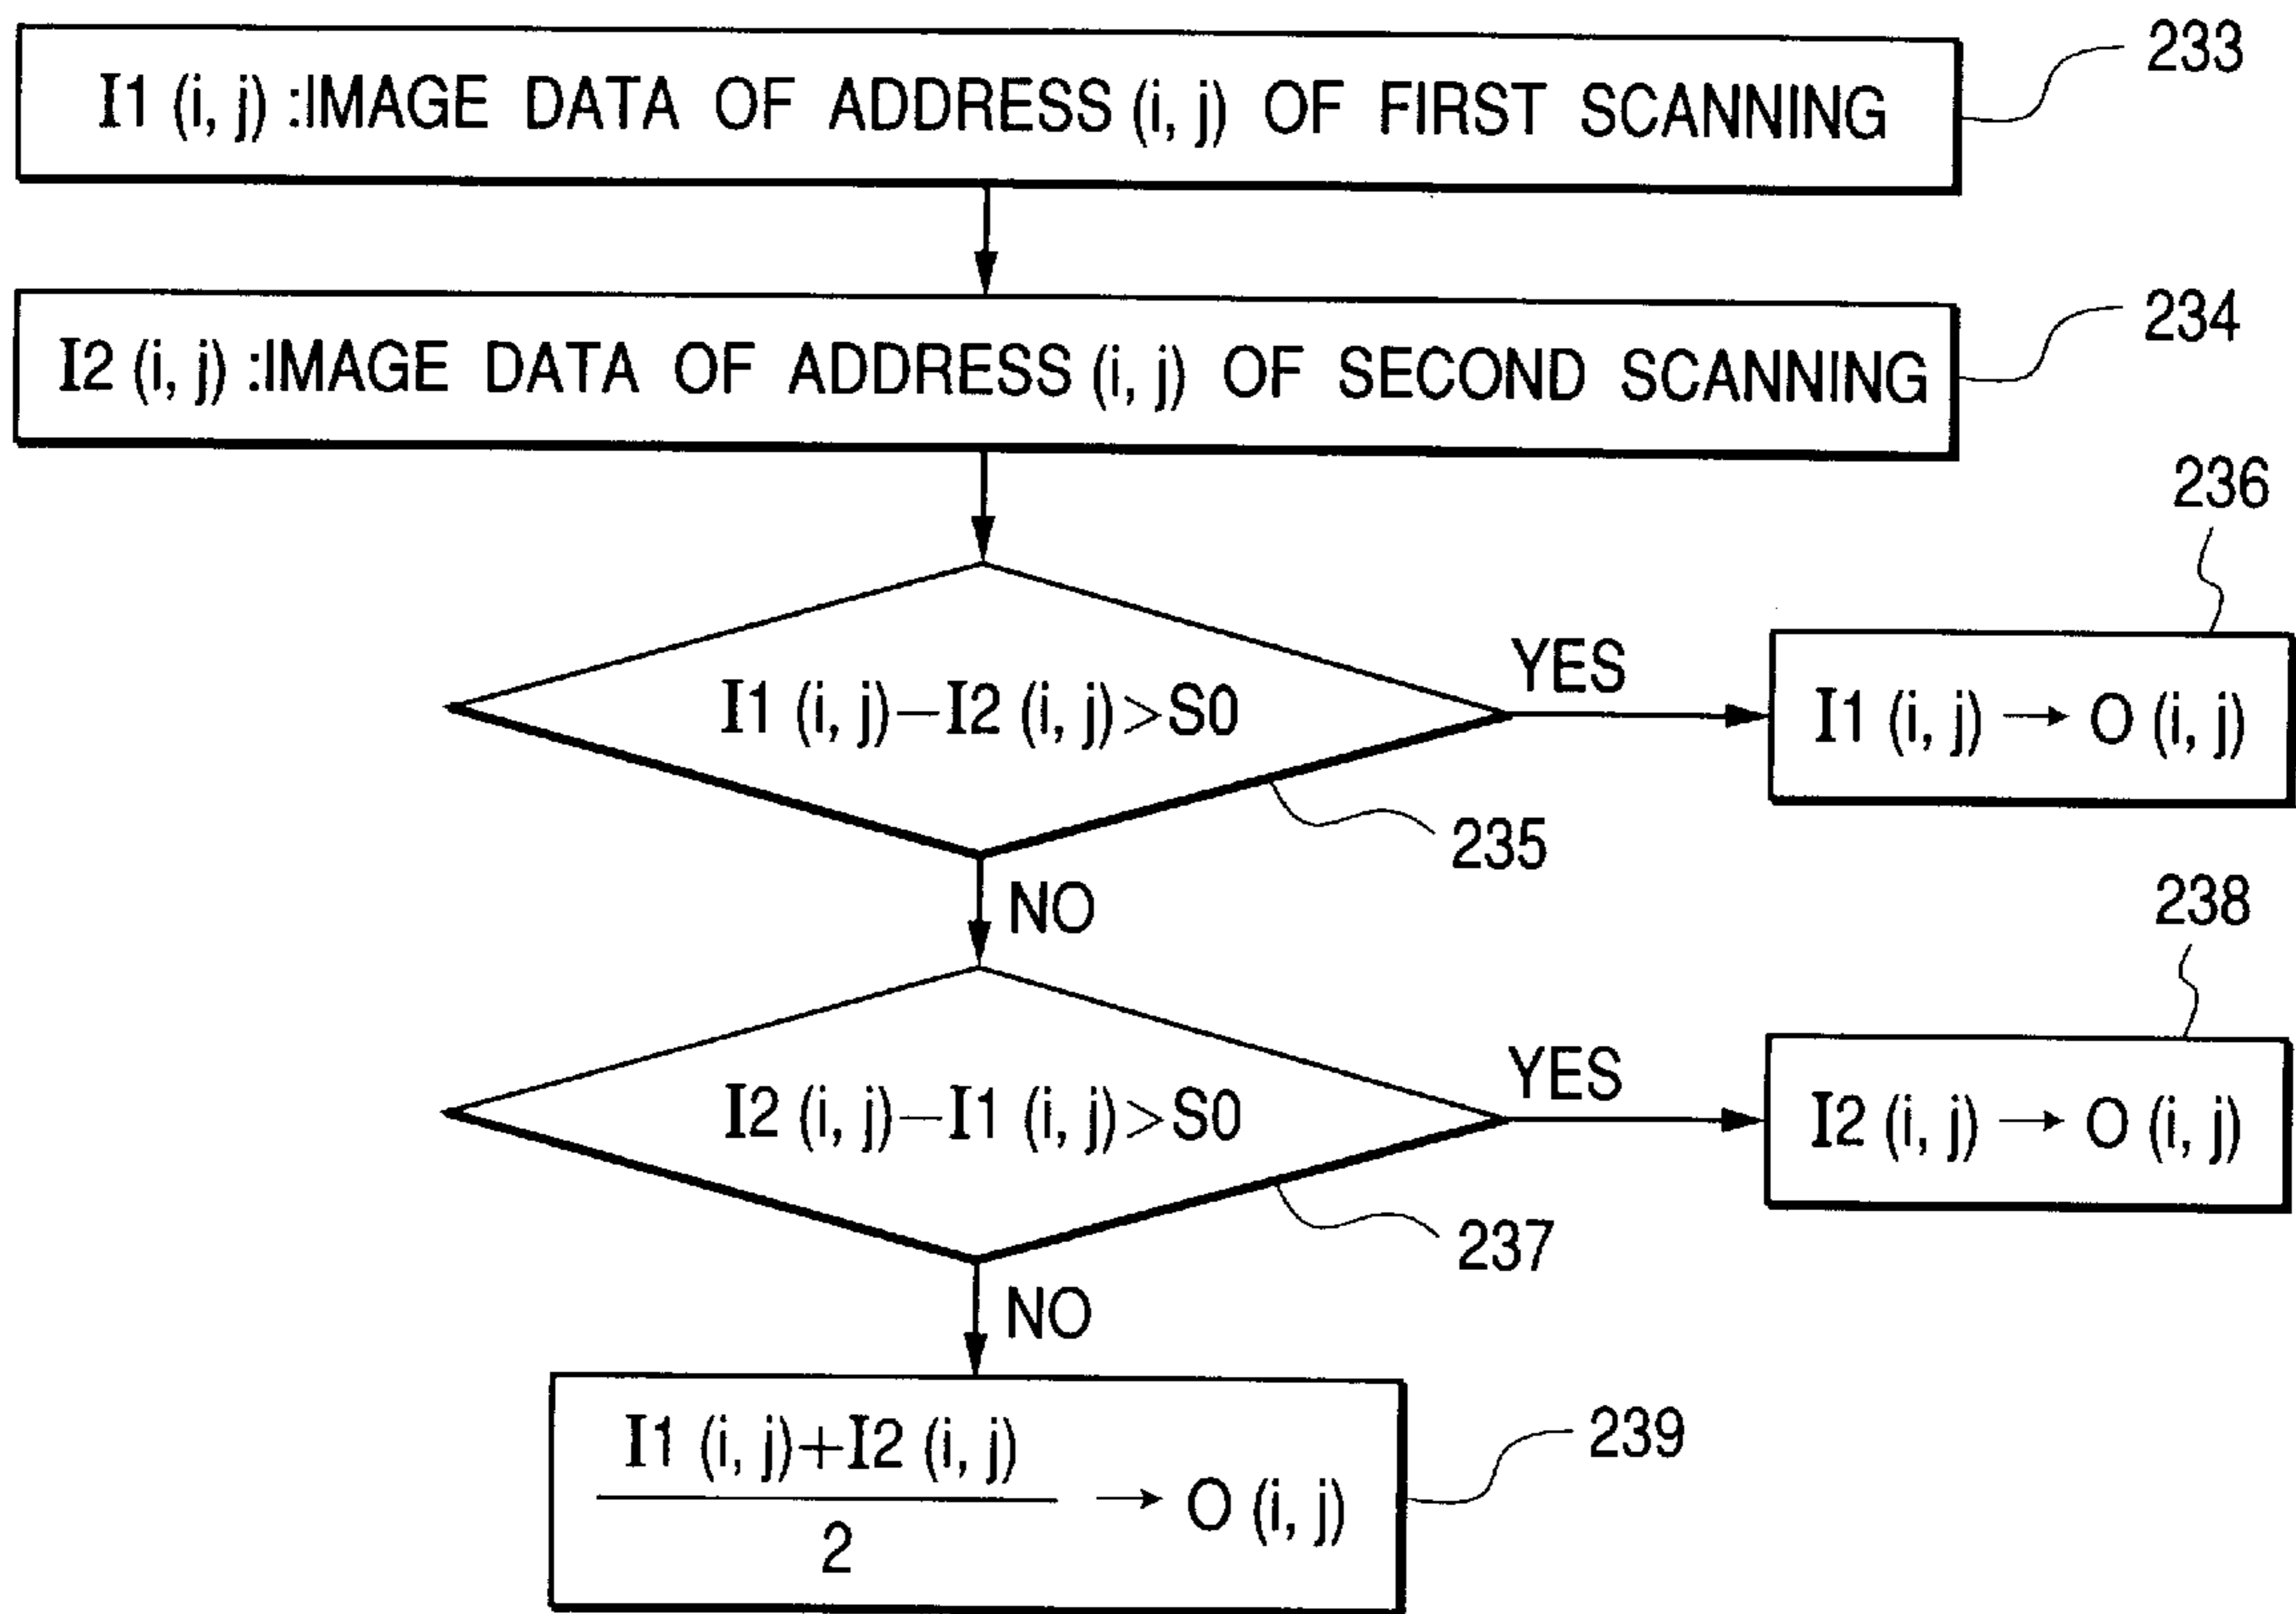 I1 (i, j) :IMAGE DATA OF ADDRESS (i, j) OF FIRST SCANNING
233
I2 (i, j) :IMAGE DATA OF ADDRESS (i, j) OF SECOND SCANNING
234
236
I1 (i, j)−I2 (i, j)>S0
YES
I1 (i, j) → O (i, j)
235
NO
238
I2 (i, j)−I1 (i, j)>S0
YES
I2 (i, j) → O (i, j)
237
NO
I1 (i, j)+I2 (i, j)
2
→ O (i, j)
239